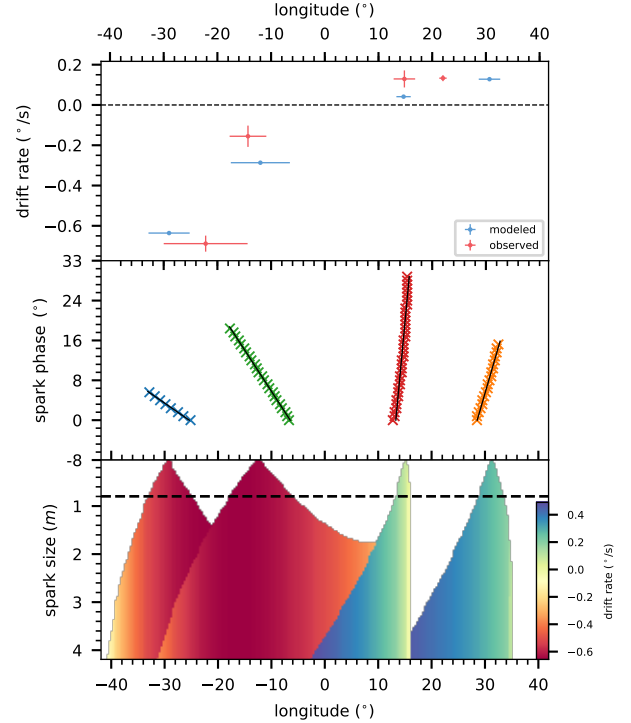 longitude (°)
−40 −30 −20 −10 0 10 20 30 40
0.2
0.0
−0.2
−0.4
−0.6
drift rate (°/s)
modeled
observed
33
24
16
8
0
-8
spark phase (°)
1
2
3
4
spark size (m)
0.4
0.2
0.0
−0.2
−0.4
−0.6
drift rate (°/s)
−40 −30 −20 −10 0 10 20 30 40
longitude (°)